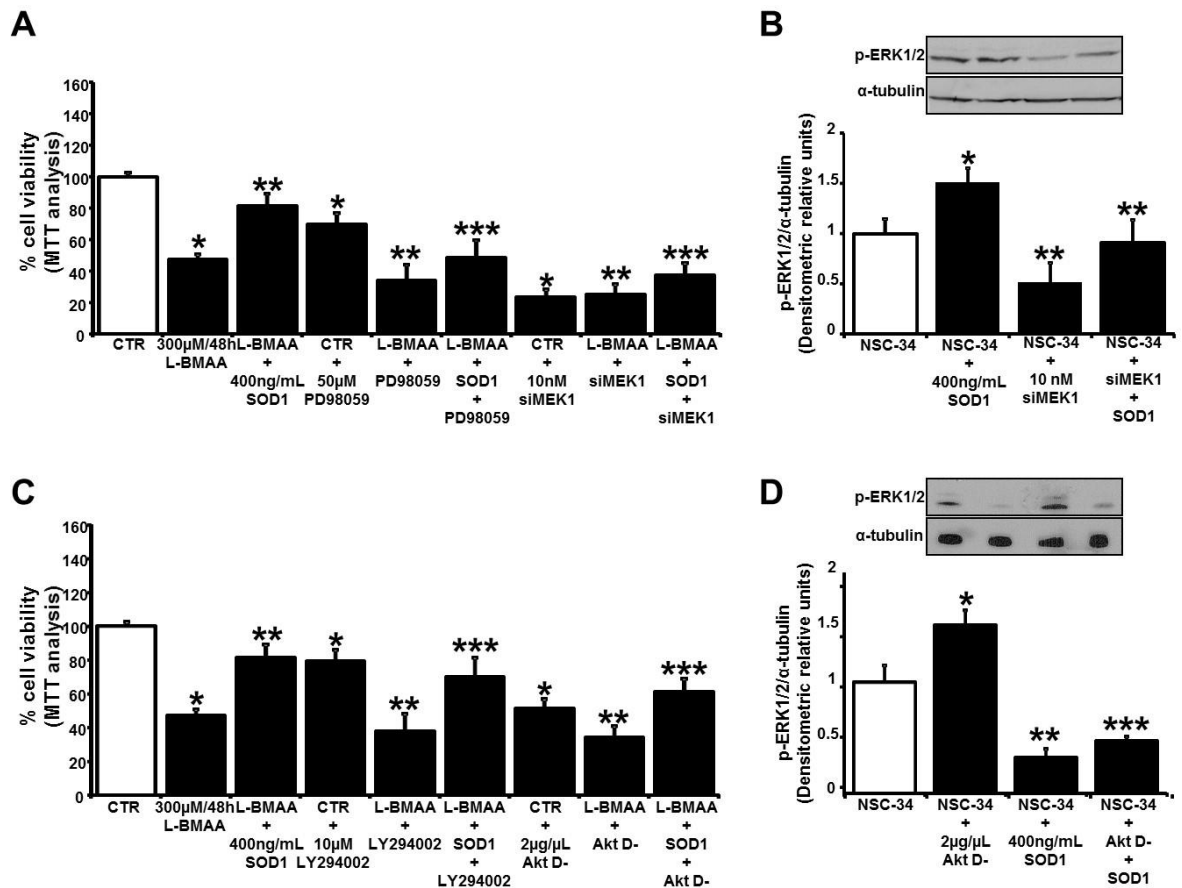 A
% cell viability
(MTT analysis)
160
140
120
100
80
60
40
20
0
*
**
*
**
***
*
**
***
CTR
300µM/48h
L-BMAA
L-BMAA
+
400ng/mL
SOD1
CTR
+
50µM
PD98059
L-BMAA
+
PD98059
L-BMAA
+
SOD1
+
PD98059
CTR
+
10nM
siMEK1
L-BMAA
+
siMEK1
L-BMAA
+
SOD1
+
siMEK1
B
p-ERK1/2
α-tubulin
p-ERK1/2/α-tubulin
(Densitometric relative units)
2
1.5
1
0.5
0
*
**
**
NSC-34
NSC-34
+
400ng/mL
SOD1
NSC-34
+
10 nM
siMEK1
NSC-34
+
siMEK1
+
SOD1
C
% cell viability
(MTT analysis)
160
140
120
100
80
60
40
20
0
*
**
*
**
***
*
**
***
CTR
300µM/48h
L-BMAA
L-BMAA
+
400ng/mL
SOD1
CTR
+
10µM
LY294002
L-BMAA
+
LY294002
L-BMAA
+
SOD1
+
LY294002
CTR
+
2µg/µL
Akt D-
L-BMAA
+
Akt D-
L-BMAA
+
SOD1
+
Akt D-
D
p-ERK1/2
α-tubulin
p-ERK1/2/α-tubulin
(Densitometric relative units)
2
1.5
1
0.5
0
*
**
***
NSC-34
NSC-34
+
2µg/µL
Akt D-
NSC-34
+
400ng/mL
SOD1
NSC-34
+
Akt D-
+
SOD1